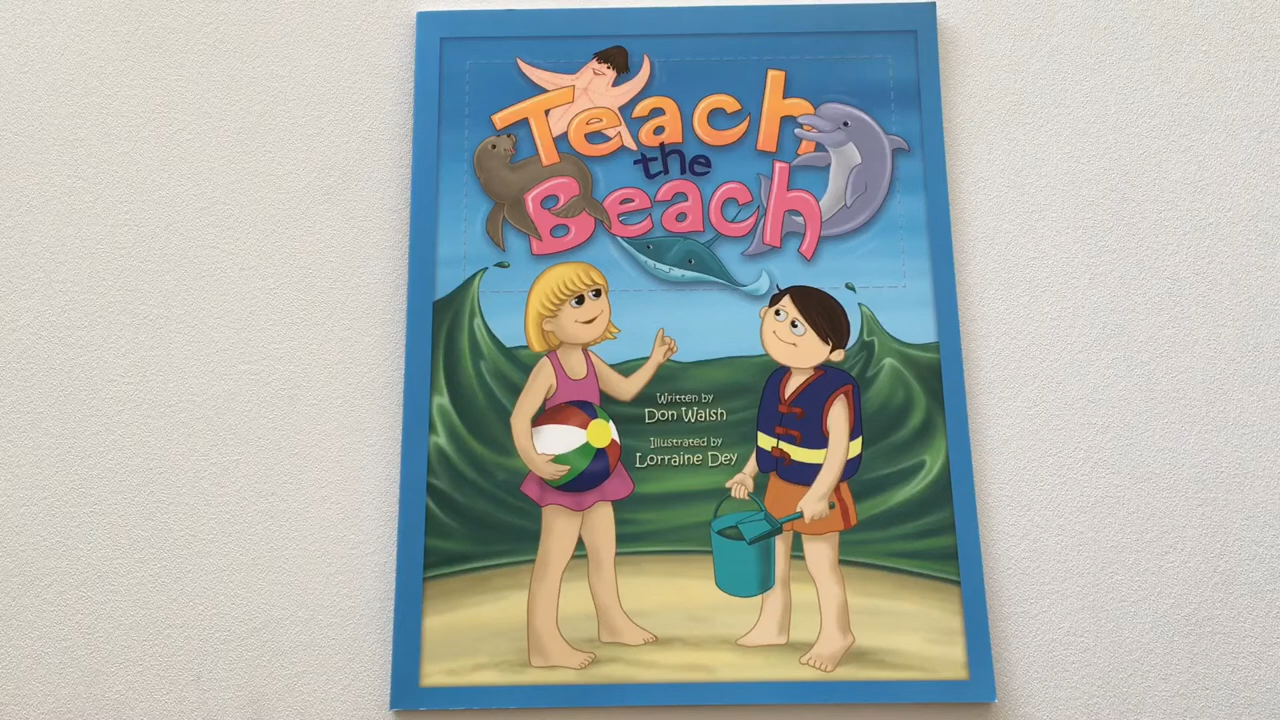 Teach
the
Beach
Written by
Don Walsh
Illustrated by
Lorraine Dey